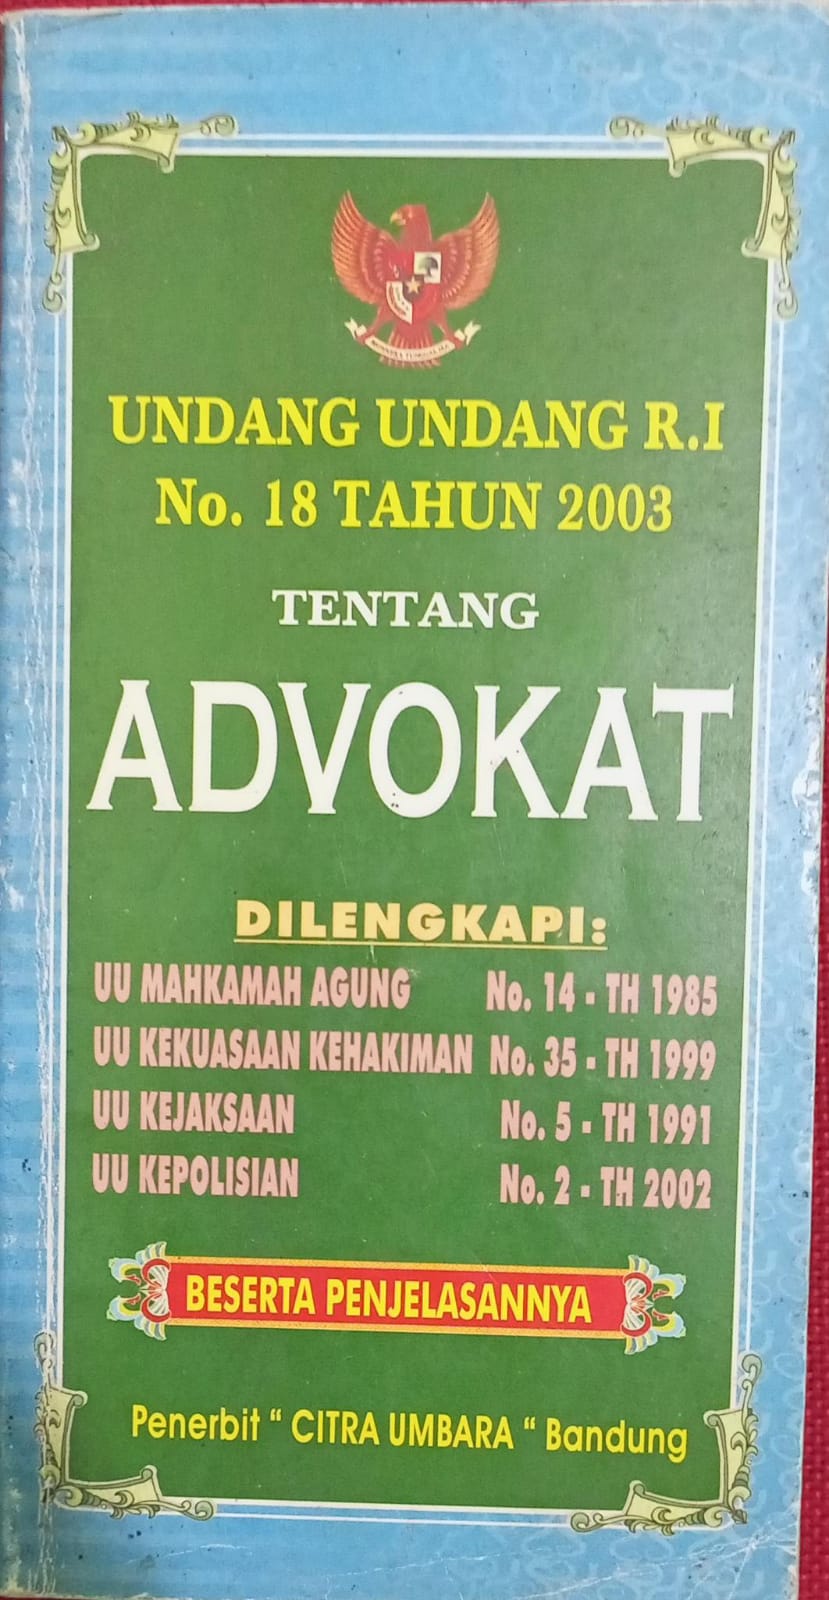 UNDANG UNDANG R.I
No. 18 TAHUN 2003
TENTANG
ADVOKAT
DILENGKAPI:
UU MAHKAMAH AGUNG No. 14 - TH 1985
UU KEKUASAAN KEHAKIMAN No. 35 - TH 1999
UU KEJAKSAAN No. 5 - TH 1991
UU KEPOLISIAN No. 2 - TH 2002
BESERTA PENJELASANNYA
Penerbit “ CITRA UMBARA “ Bandung